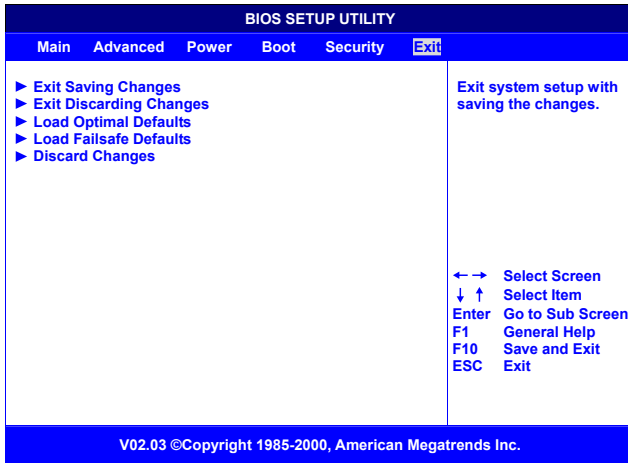 BIOS SETUP UTILITY
Main Advanced Power Boot Security Exit
► Exit Saving Changes
► Exit Discarding Changes
► Load Optimal Defaults
► Load Failsafe Defaults
► Discard Changes
Exit system setup with
saving the changes.
←→ Select Screen
↓ ↑ Select Item
Enter Go to Sub Screen
F1 General Help
F10 Save and Exit
ESC Exit
V02.03 ©Copyright 1985-2000, American Megatrends Inc.